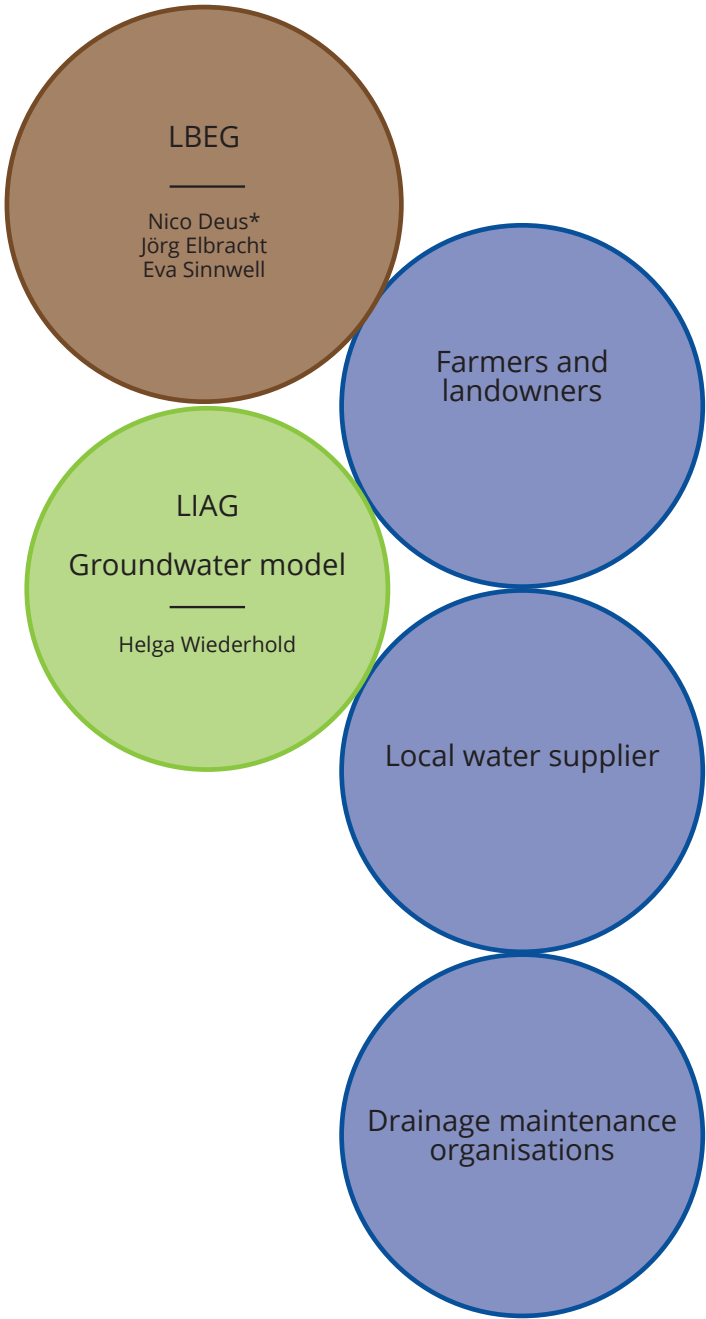 LBEG
Nico Deus*
Jörg Elbracht
Eva Sinnwell
Farmers and
landowners
LIAG
Groundwater model
Helga Wiederhold
Local water supplier
Drainage maintenance
organisations